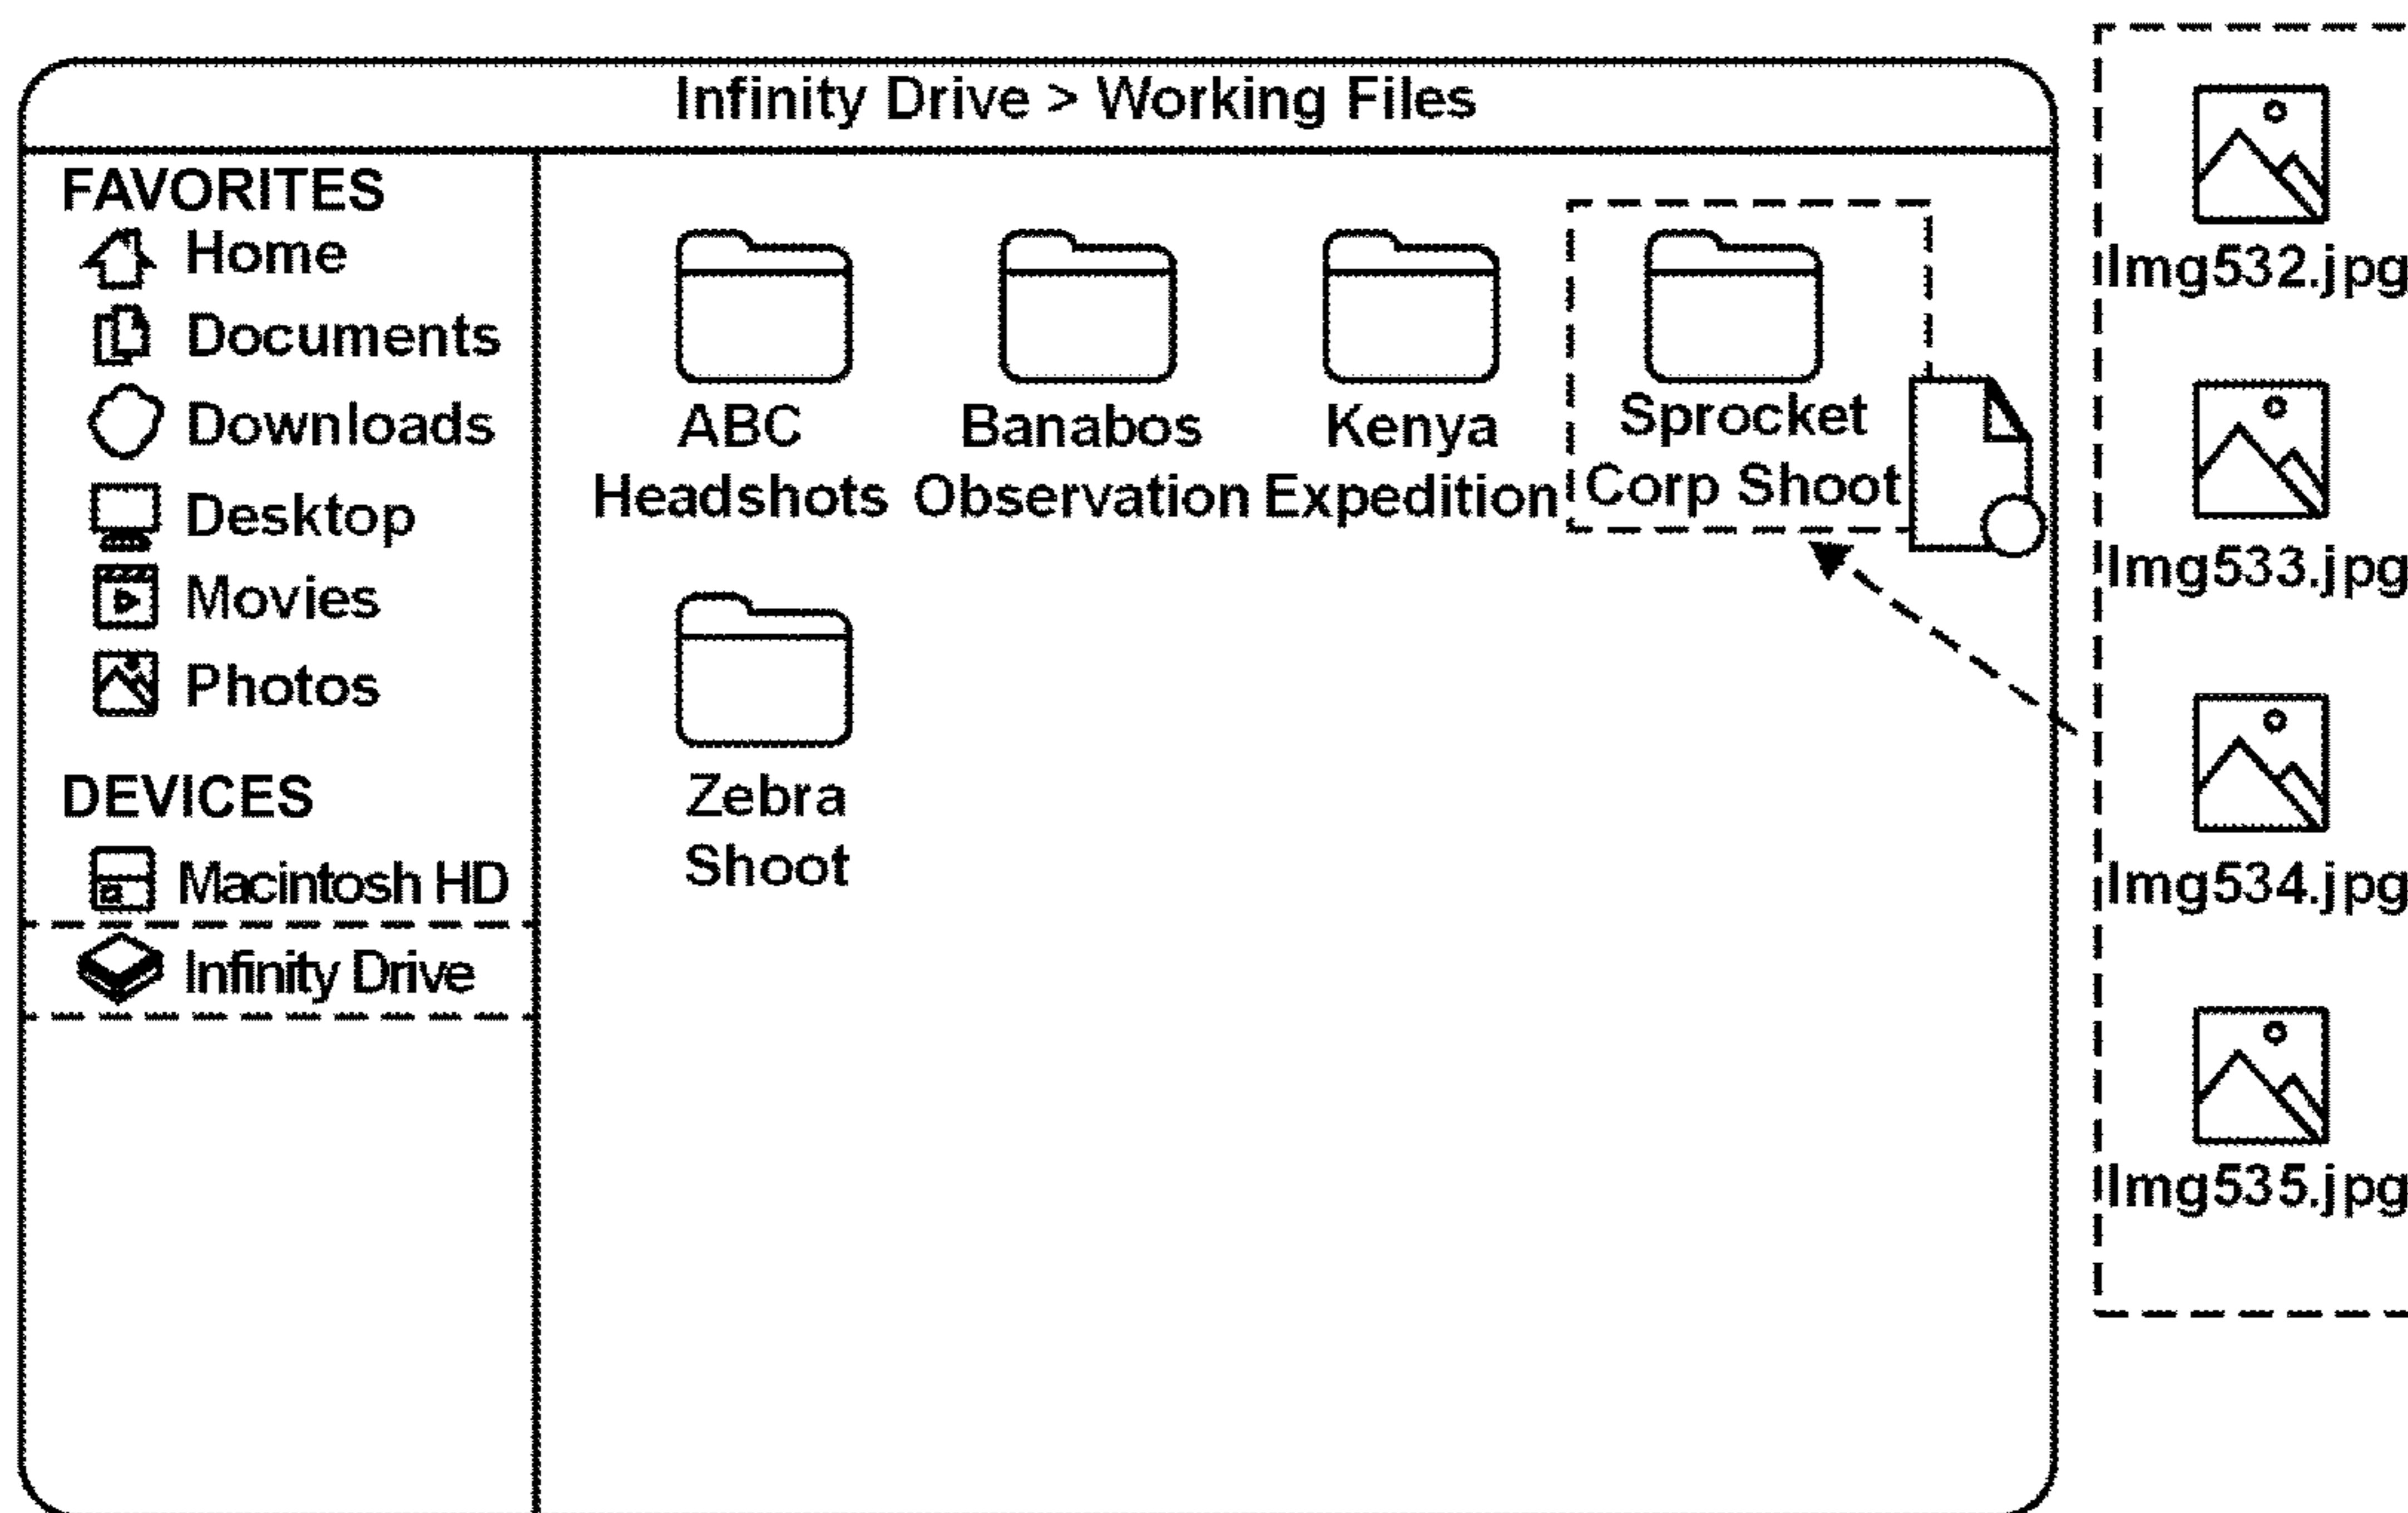 Infinity Drive > Working Files
FAVORITES
Home
Documents
Downloads
Desktop
Movies
Photos
DEVICES
Macintosh HD
Infinity Drive
ABC
Headshots
Banabos
Observation
Kenya
Expedition
Sprocket
Corp Shoot
Zebra
Shoot
Img532.jpg
Img533.jpg
Img534.jpg
Img535.jpg